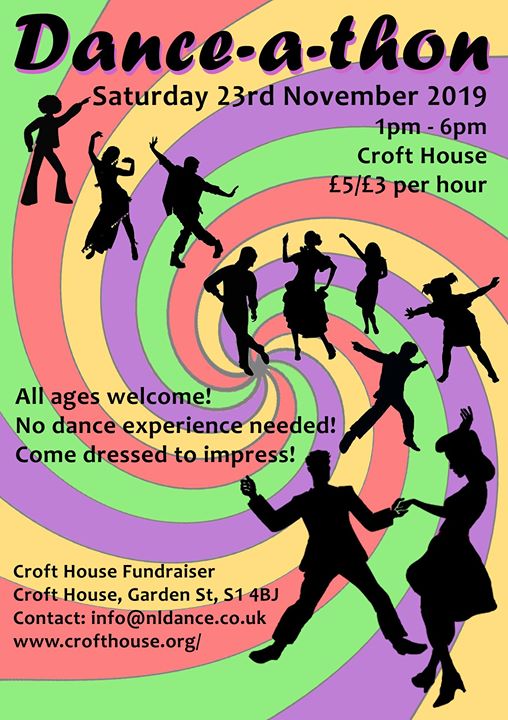 Dance-a-thon
Saturday 23rd November 2019
1pm - 6pm
Croft House
£5/£3 per hour
All ages welcome!
No dance experience needed!
Come dressed to impress!
Croft House Fundraiser
Croft House, Garden St, S1 4BJ
Contact: info@nldance.co.uk
www.crofthouse.org/